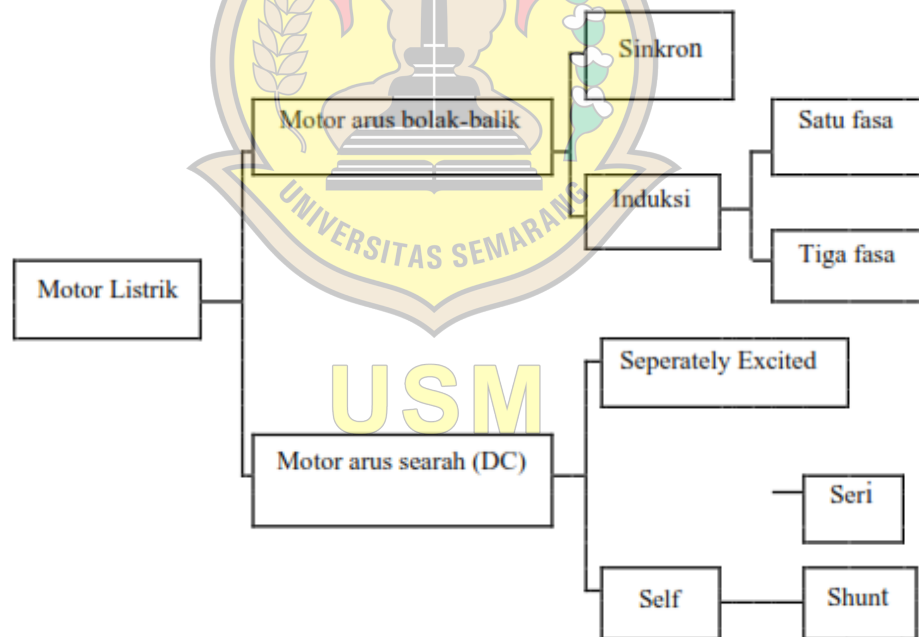 Sinkron
Motor arus bolak-balik
Satu fasa
Induksi
UNIVERSITAS SEMARANG
Tiga fasa
Motor Listrik
Seperately Excited
USM
Motor arus searah (DC)
Seri
Self
Shunt